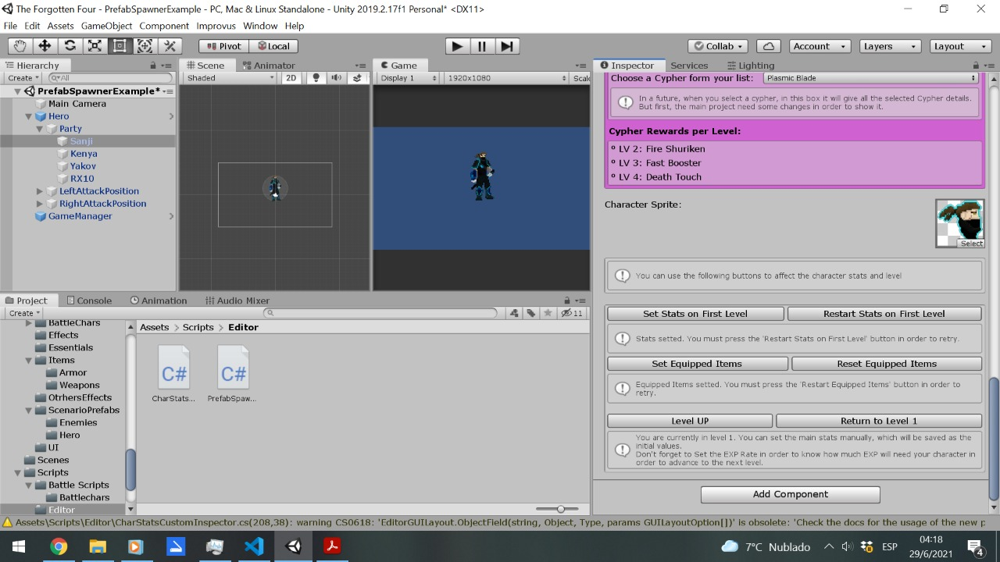 The Forgotten Four - PrefabSpawnerExample - PC, Mac & Linux Standalone - Unity 2019.2.17f1 Personal* <DX11>
File Edit Assets GameObject Component Improvus Window Help
Pivot Local Collab Account Layers Layout
Hierarchy
Create All
PrefabSpawnerExample*
Main Camera
Hero
Party
Sanji
Kenya
Yakov
RX10
LeftAttackPosition
RightAttackPosition
GameManager
Scene Animator
Shaded 2D
Game
Display 1 1920x1080 Scale
Inspector Services Lighting
Choose a Cypher form your list: Plasmic Blade
In a future, when you select a cypher, in this box it will give all the selected Cypher details.
But first, the main project need some changes in order to show it.
Cypher Rewards per Level:
º LV 2: Fire Shuriken
º LV 3: Fast Booster
º LV 4: Death Touch
Character Sprite:
Select
You can use the following buttons to affect the character stats and level
Set Stats on First Level Restart Stats on First Level
Stats setted. You must press the 'Restart Stats on First Level' button in order to retry.
Set Equipped Items Reset Equipped Items
Equipped Items setted. You must press the 'Restart Equipped Items' button in order to
retry.
Level UP Return to Level 1
You are currently in level 1. You can set the main stats manually, which will be saved as the
initial values.
Don't forget to Set the EXP Rate in order to know how much EXP will need your character in
order to advance to the next level.
Add Component
Project Console Animation Audio Mixer
Create 11
BattleChars
Effects
Essentials
Items
Armor
Weapons
OtrhersEffects
ScenarioPrefabs
Enemies
Hero
UI
Scenes
Scripts
Battle Scripts
Battlechars
Editor
Assets > Scripts > Editor
C# C#
CharStats... PrefabSpaw...
Assets\Scripts\Editor\CharStatsCustomInspector.cs(208,38): warning CS0618: 'EditorGUILayout.ObjectField(string, Object, Type, params GUILayoutOption[])' is obsolete: 'Check the docs for the usage of the new p
7°C Nublado ESP 04:18
29/6/2021
4